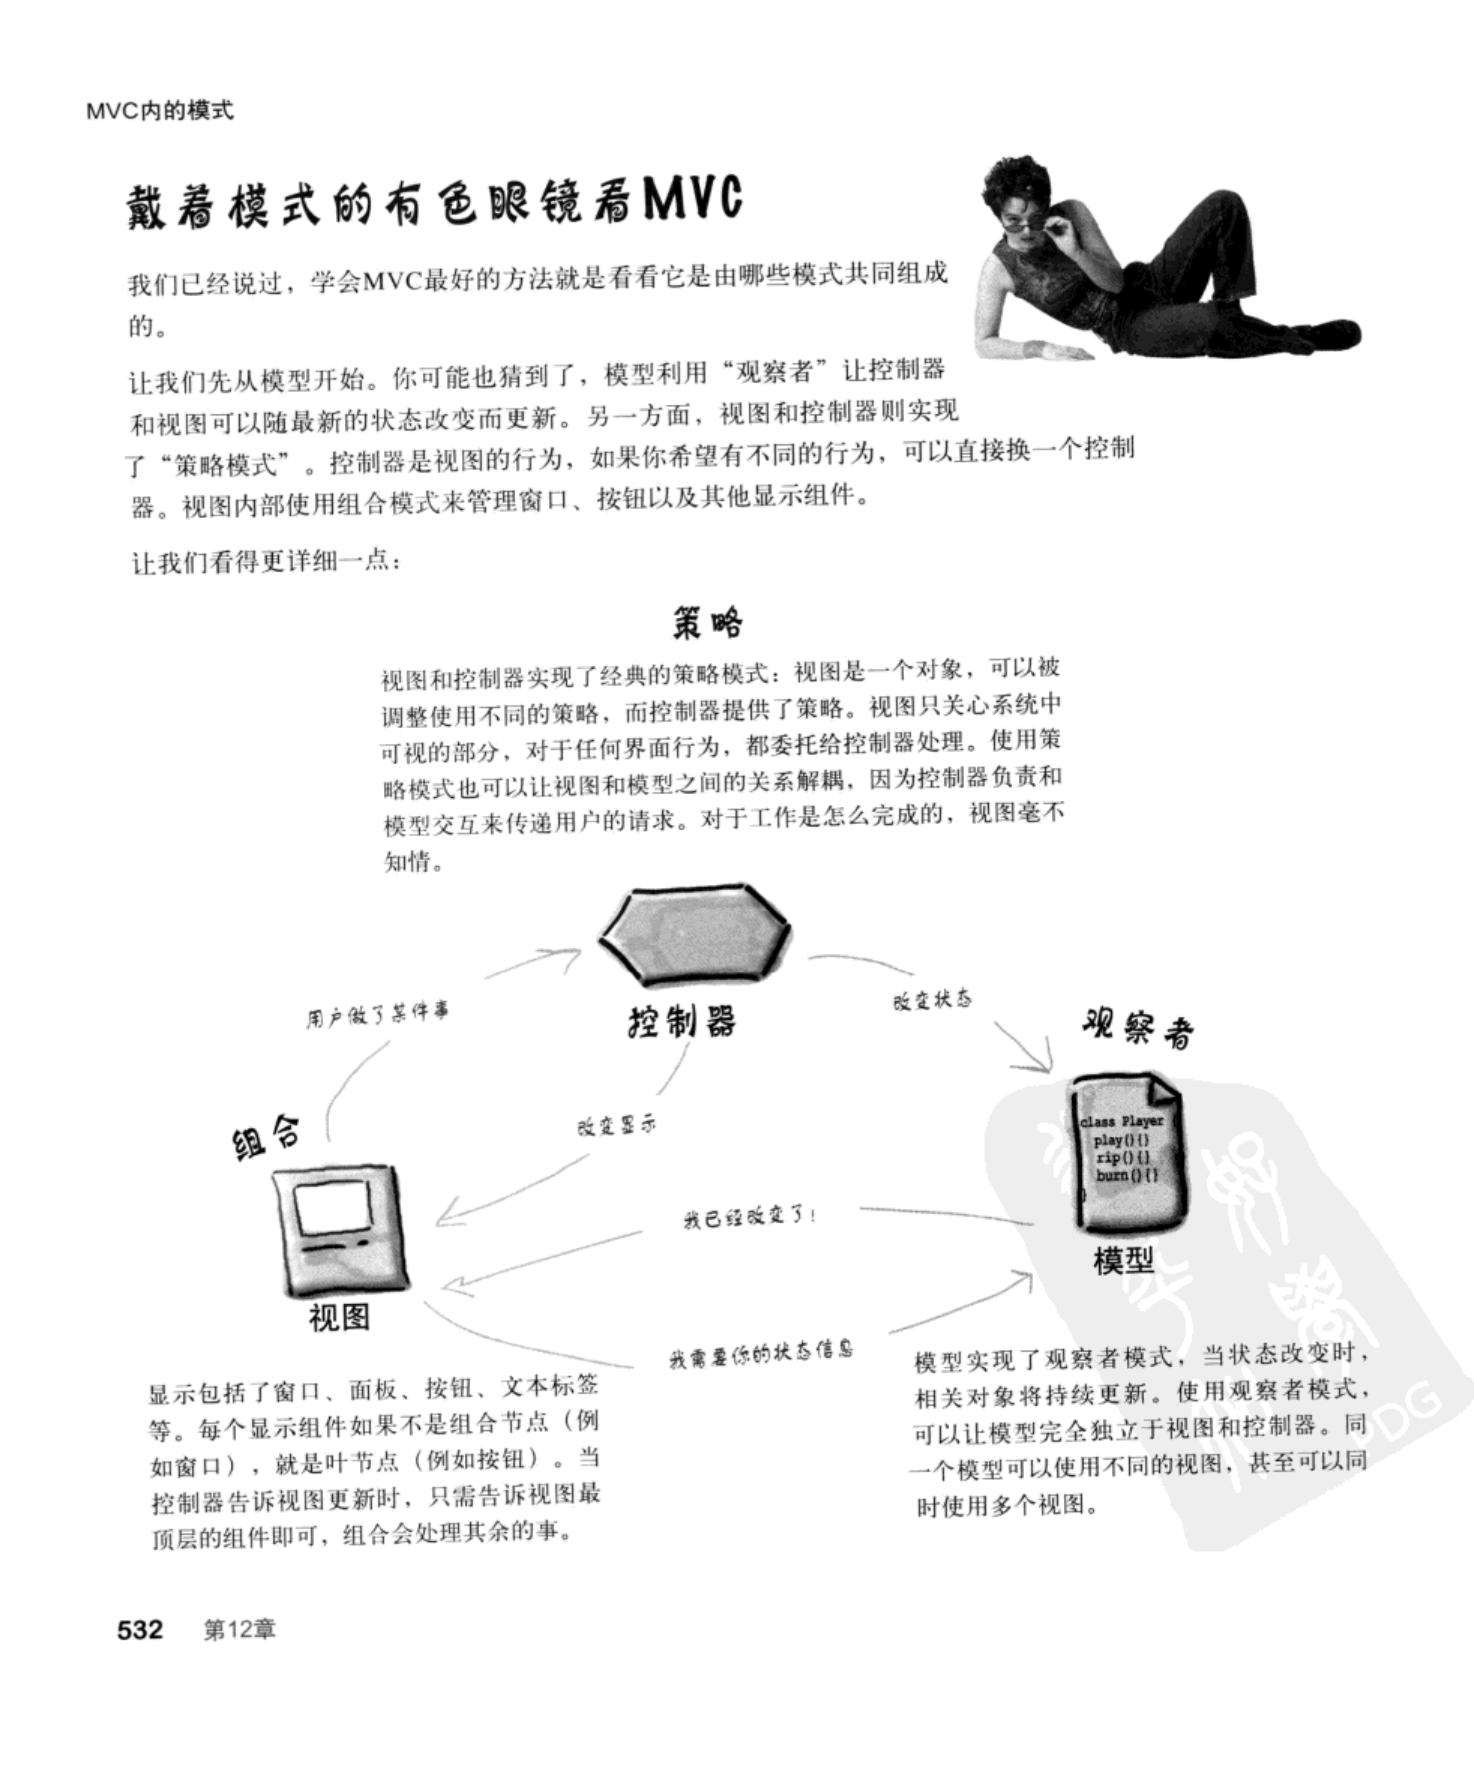 MVC内的模式
戴着模式的有色眼镜看MVC
我们已经说过，学会MVC最好的方法就是看看它是由哪些模式共同组成
的。
让我们先从模型开始。你可能也猜到了，模型利用“观察者”让控制器
和视图可以随最新的状态改变而更新。另一方面，视图和控制器则实现
了“策略模式”。控制器是视图的行为，如果你希望有不同的行为，可以直接换一个控制
器。视图内部使用组合模式来管理窗口、按钮以及其他显示组件。
让我们看得更详细一点：
策略
视图和控制器实现了经典的策略模式：视图是一个对象，可以被
调整使用不同的策略，而控制器提供了策略。视图只关心系统中
可视的部分，对于任何界面行为，都委托给控制器处理。使用策
略模式也可以让视图和模型之间的关系解耦，因为控制器负责和
模型交互来传递用户的请求。对于工作是怎么完成的，视图毫不
知情。
用户做了某件事
控制器
改变状态
观察者
组合
改变显示
class Player {
play(){}
rip(){}
burn(){}
}
我已经改变了！
模型
视图
我需要你的状态信息
显示包括了窗口、面板、按钮、文本标签
等。每个显示组件如果不是组合节点（例
如窗口），就是叶节点（例如按钮）。当
控制器告诉视图更新时，只需告诉视图最
顶层的组件即可，组合会处理其余的事。
模型实现了观察者模式，当状态改变时，
相关对象将持续更新。使用观察者模式，
可以让模型完全独立于视图和控制器。同
一个模型可以使用不同的视图，甚至可以同
时使用多个视图。
PDG
532 第12章